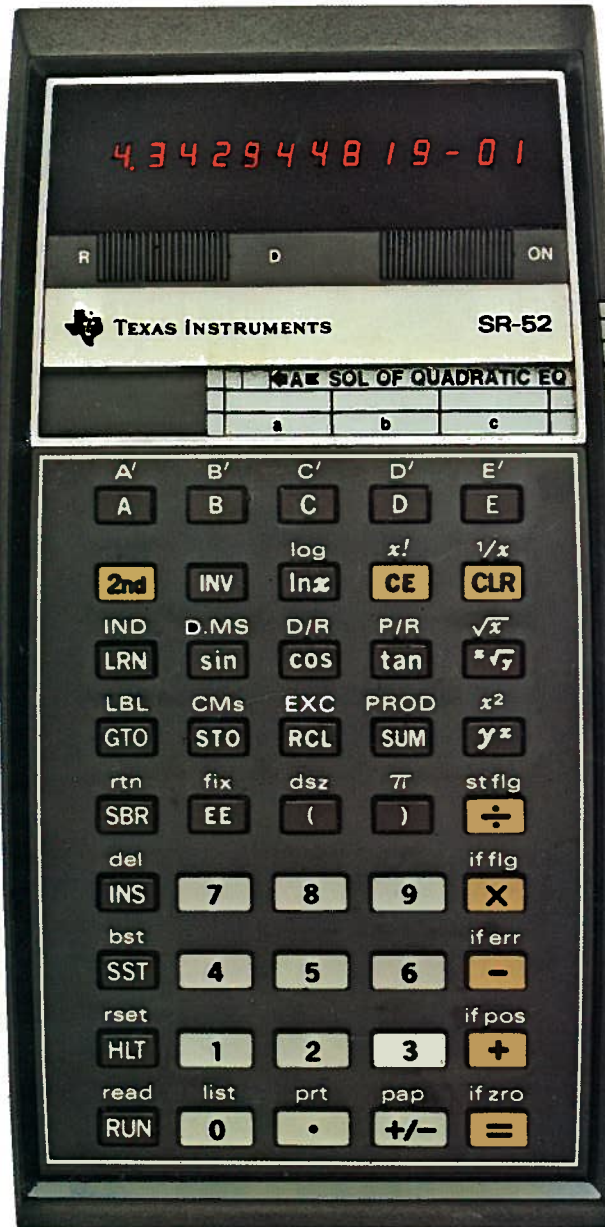 4.342944819-01
R D ON
TEXAS INSTRUMENTS SR-52
A SOL OF QUADRATIC EQ
a b c
A′ B′ C′ D′ E′
A B C D E
log x! 1/x
2nd INV lnx CE CLR
IND D.MS D/R P/R √x
LRN sin cos tan ˣ√y
LBL CMs EXC PROD x²
GTO STO RCL SUM yˣ
rtn fix dsz π st flg
SBR EE ( ) ÷
del if flg
INS 7 8 9 ×
bst if err
SST 4 5 6 −
rset if pos
HLT 1 2 3 +
read list prt pap if zro
RUN 0 . +/− =